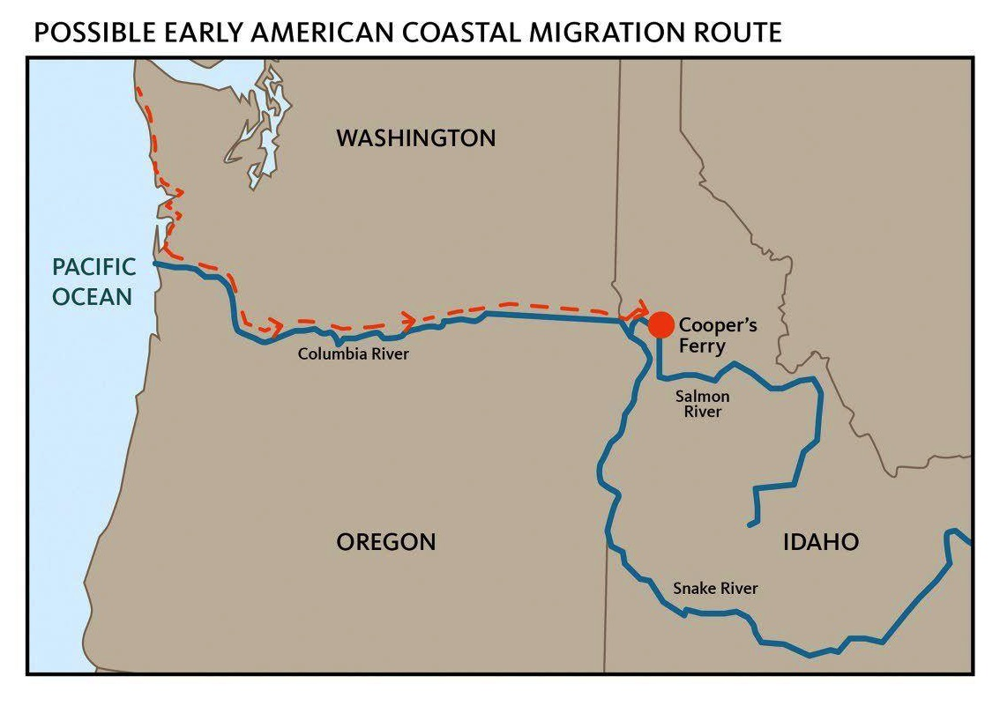 POSSIBLE EARLY AMERICAN COASTAL MIGRATION ROUTE
WASHINGTON
PACIFIC
OCEAN
Cooper's
Ferry
Columbia River
Salmon
River
OREGON
IDAHO
Snake River